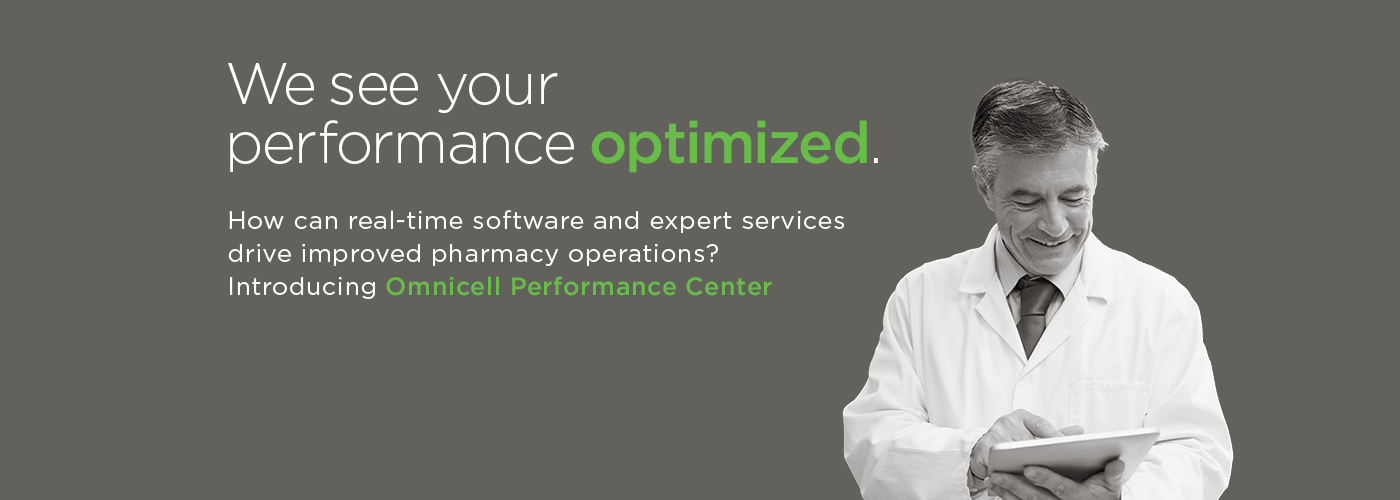 We see your
performance optimized.
How can real-time software and expert services
drive improved pharmacy operations?
Introducing Omnicell Performance Center